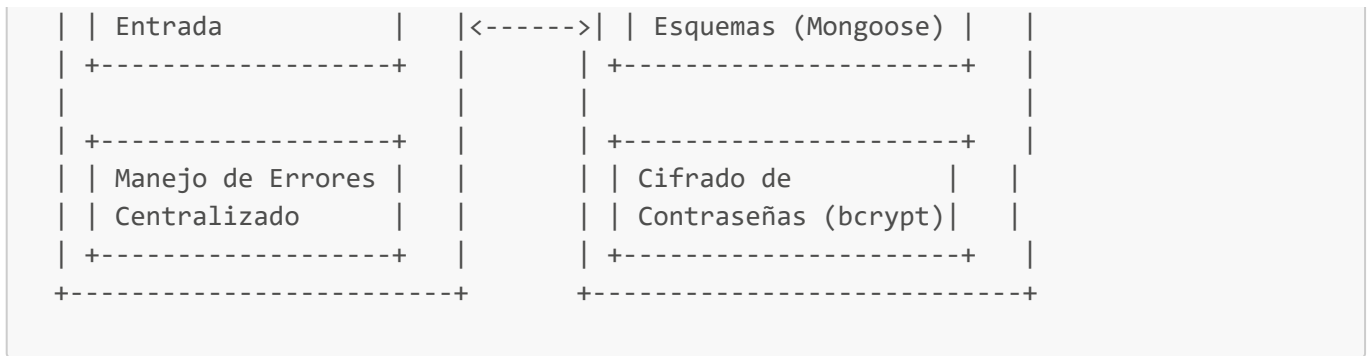 | | Entrada           |   |<------>| | Esquemas (Mongoose) |   |
| +-------------------+   |       | +----------------------+   |
|                         |       |                            |
| +-------------------+   |       | +----------------------+   |
| | Manejo de Errores |   |       | | Cifrado de          |   |
| | Centralizado      |   |       | | Contraseñas (bcrypt)|   |
| +-------------------+   |       | +----------------------+   |
+-------------------------+       +----------------------------+